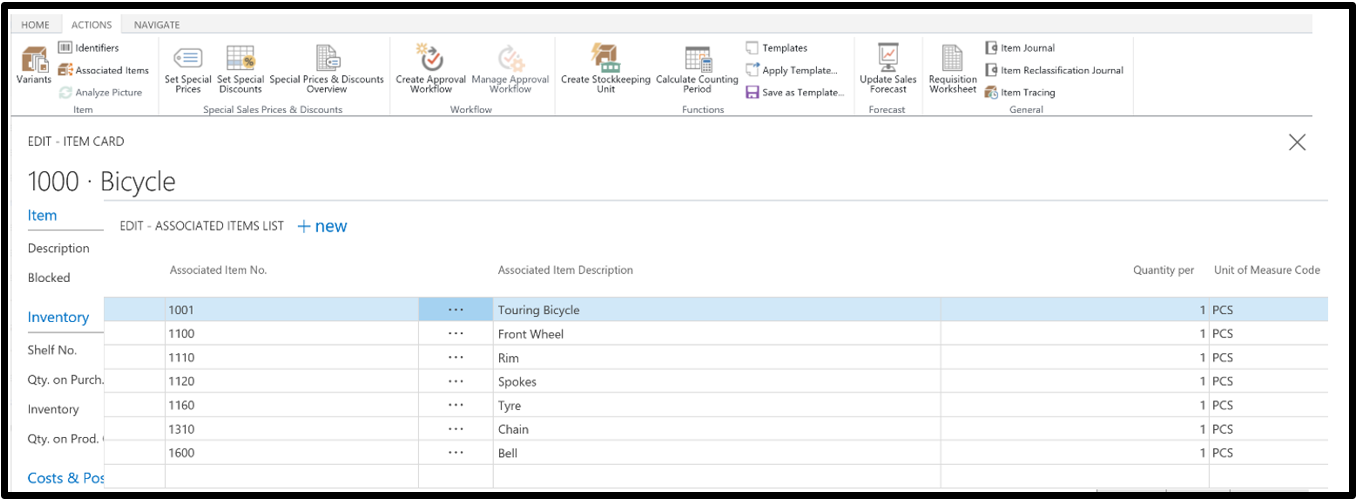 HOME ACTIONS NAVIGATE
Variants
Identifiers
Associated Items
Analyze Picture
Item
Set Special
Prices
Set Special
Discounts
Special Prices & Discounts
Overview
Special Sales Prices & Discounts
Create Approval
Workflow
Manage Approval
Workflow
Workflow
Create Stockkeeping
Unit
Calculate Counting
Period
Templates
Apply Template...
Save as Template...
Functions
Update Sales
Forecast
Forecast
Requisition
Worksheet
Item Journal
Item Reclassification Journal
Item Tracing
General
EDIT - ITEM CARD
1000 · Bicycle
Item
Description
Blocked
Inventory
Shelf No.
Qty. on Purch.
Inventory
Qty. on Prod.
Costs & Pos
EDIT - ASSOCIATED ITEMS LIST + new
Associated Item No. Associated Item Description Quantity per Unit of Measure Code
1001 ··· Touring Bicycle 1 PCS
1100 ··· Front Wheel 1 PCS
1110 ··· Rim 1 PCS
1120 ··· Spokes 1 PCS
1160 ··· Tyre 1 PCS
1310 ··· Chain 1 PCS
1600 ··· Bell 1 PCS